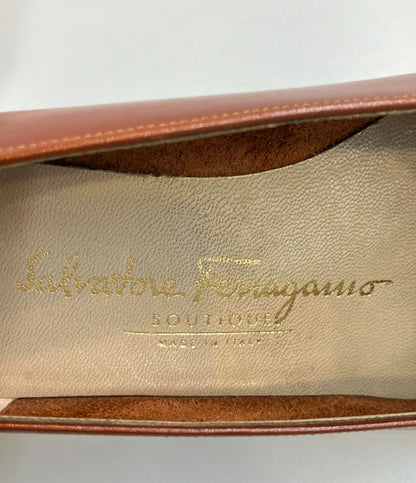 Salvatore Ferragamo
BOUTIQUE
MADE IN ITALY